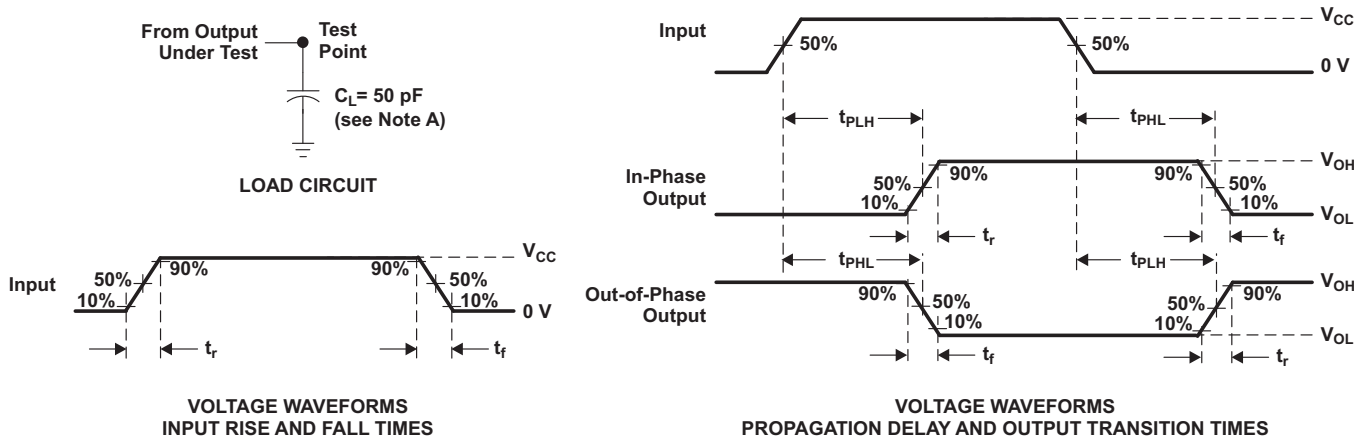 From Output
Under Test
Test
Point
C_L= 50 pF
(see Note A)
LOAD CIRCUIT
Input
50%
10%
90%
90%
50%
10%
V_CC
0 V
t_r
t_f
VOLTAGE WAVEFORMS
INPUT RISE AND FALL TIMES
Input
50%
50%
V_CC
0 V
t_PLH
t_PHL
In-Phase
Output
50%
10%
90%
90%
50%
10%
V_OH
V_OL
t_r
t_f
t_PHL
t_PLH
Out-of-Phase
Output
90%
50%
10%
50%
10%
90%
V_OH
V_OL
t_f
t_r
VOLTAGE WAVEFORMS
PROPAGATION DELAY AND OUTPUT TRANSITION TIMES